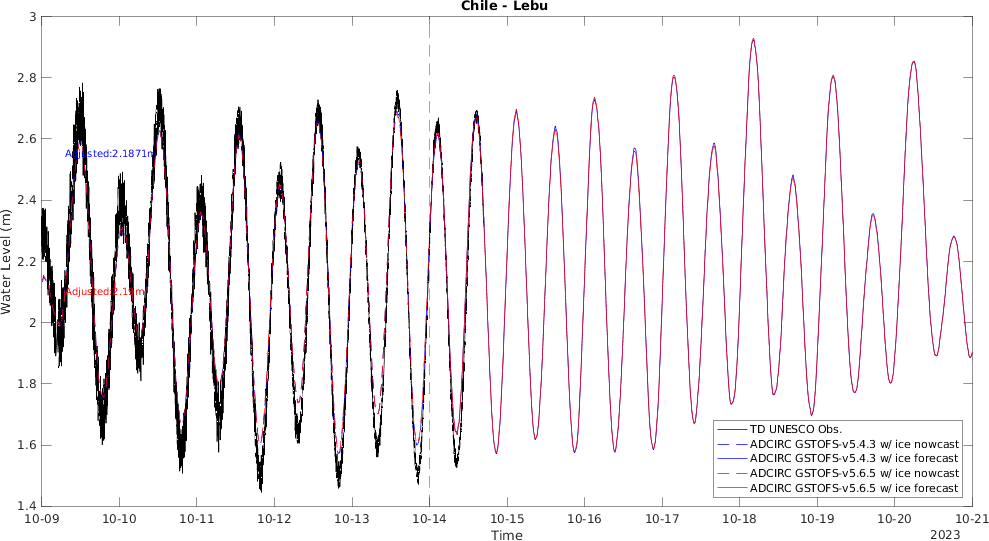 Chile - Lebu
3
2.8
2.6
2.4
2.2
2
1.8
1.6
1.4
Water Level (m)
Adjusted:2.1871m
Adjusted:2.19m
10-09
10-10
10-11
10-12
10-13
10-14
10-15
10-16
10-17
10-18
10-19
10-20
10-21
Time
2023
TD UNESCO Obs.
ADCIRC GSTOFS-v5.4.3 w/ ice nowcast
ADCIRC GSTOFS-v5.4.3 w/ ice forecast
ADCIRC GSTOFS-v5.6.5 w/ ice nowcast
ADCIRC GSTOFS-v5.6.5 w/ ice forecast